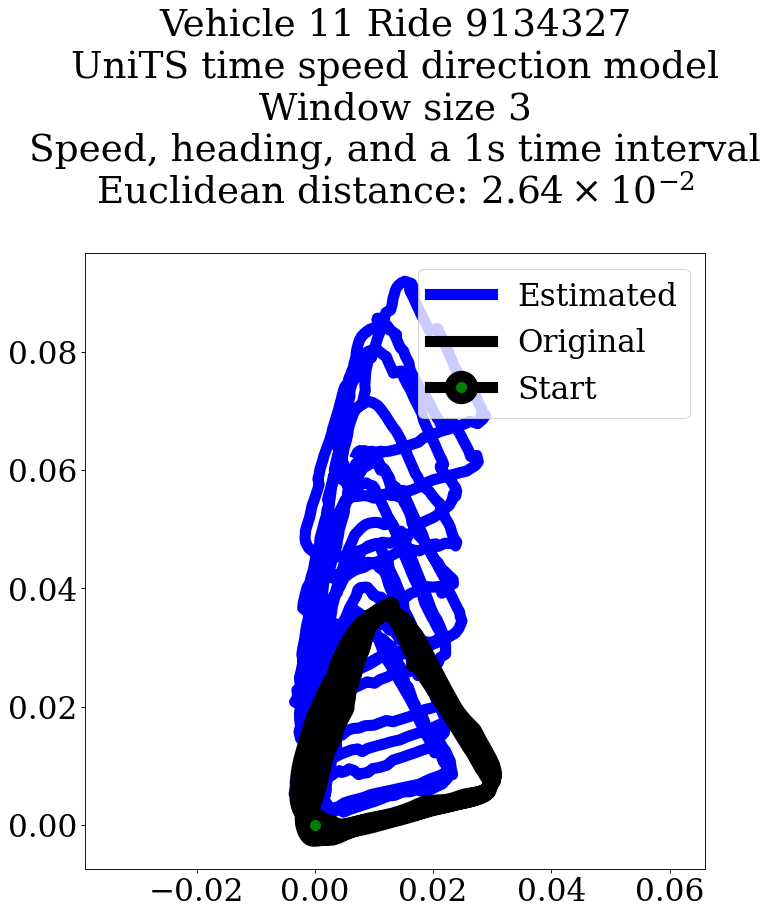 Vehicle 11 Ride 9134327
UniTS time speed direction model
Window size 3
Speed, heading, and a 1s time interval
Euclidean distance: 2.64 × 10⁻²
Estimated
Original
Start
0.08
0.06
0.04
0.02
0.00
−0.02 0.00 0.02 0.04 0.06